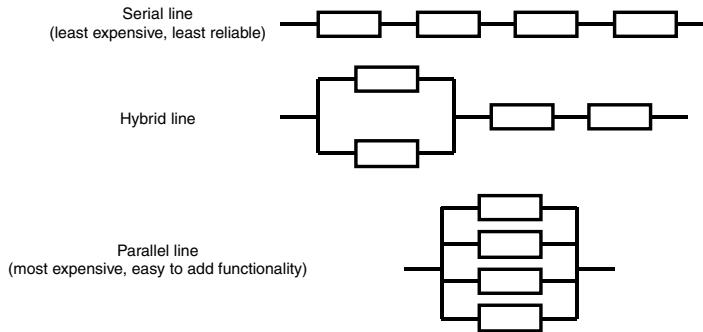 Serial line
(least expensive, least reliable)
Hybrid line
Parallel line
(most expensive, easy to add functionality)